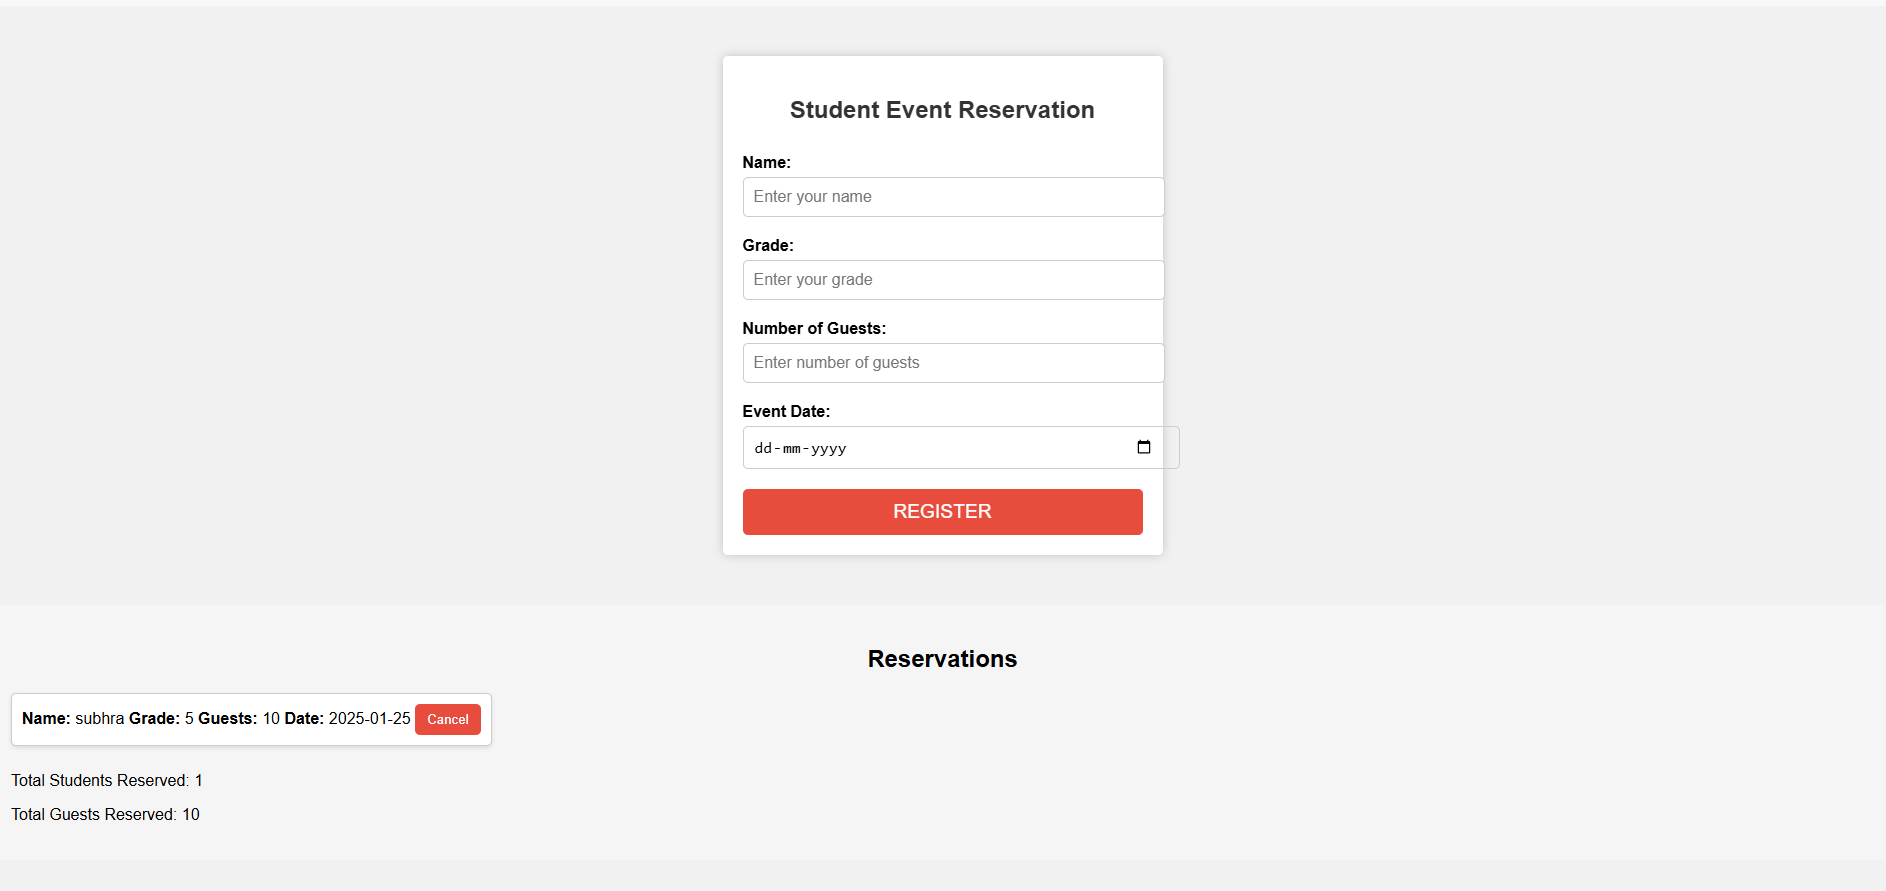 Student Event Reservation
Name:
Enter your name
Grade:
Enter your grade
Number of Guests:
Enter number of guests
Event Date:
dd-mm-yyyy
REGISTER
Reservations
Name: subhra Grade: 5 Guests: 10 Date: 2025-01-25 Cancel
Total Students Reserved: 1
Total Guests Reserved: 10